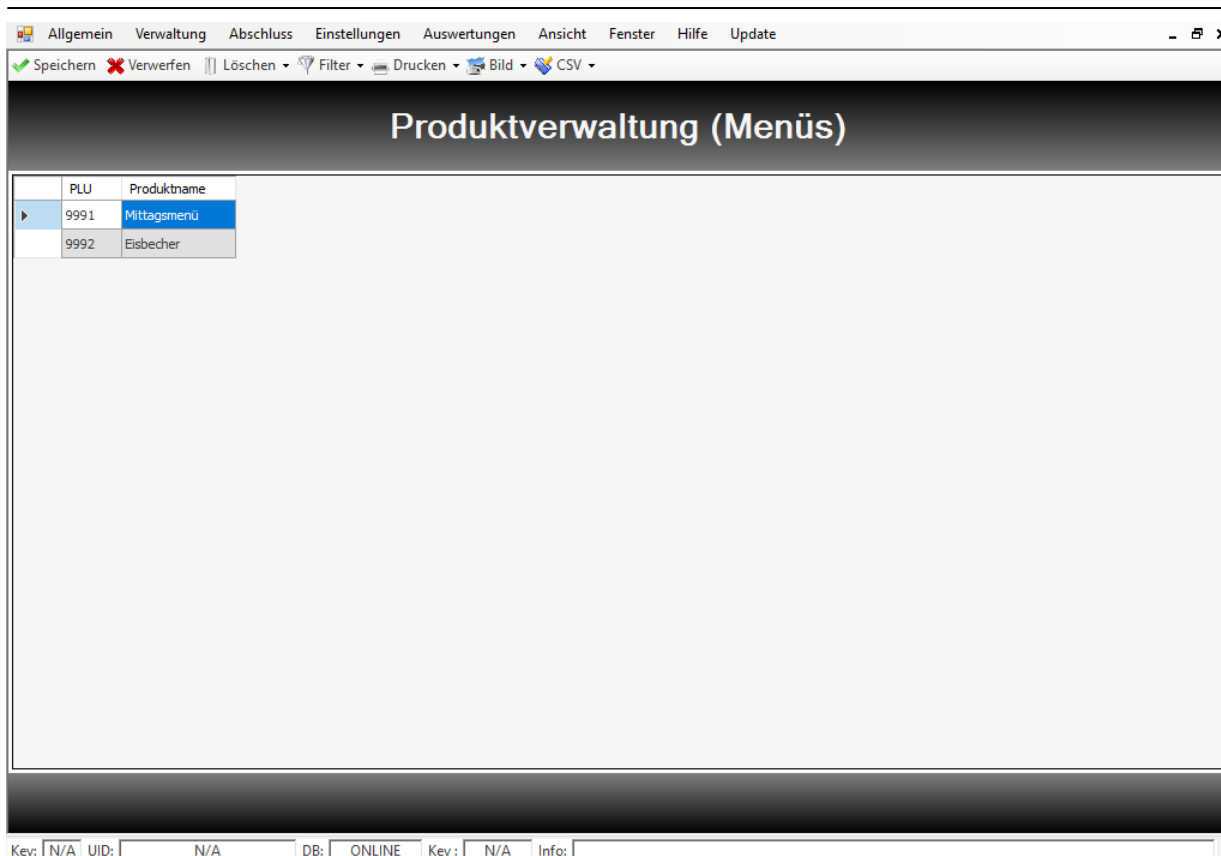 Allgemein Verwaltung Abschluss Einstellungen Auswertungen Ansicht Fenster Hilfe Update
Speichern Verwerfen Löschen Filter Drucken Bild CSV
Produktverwaltung (Menüs)
PLU Produktname
9991 Mittagsmenü
9992 Eisbecher
Key: N/A UID: N/A DB: ONLINE Key : N/A Info: